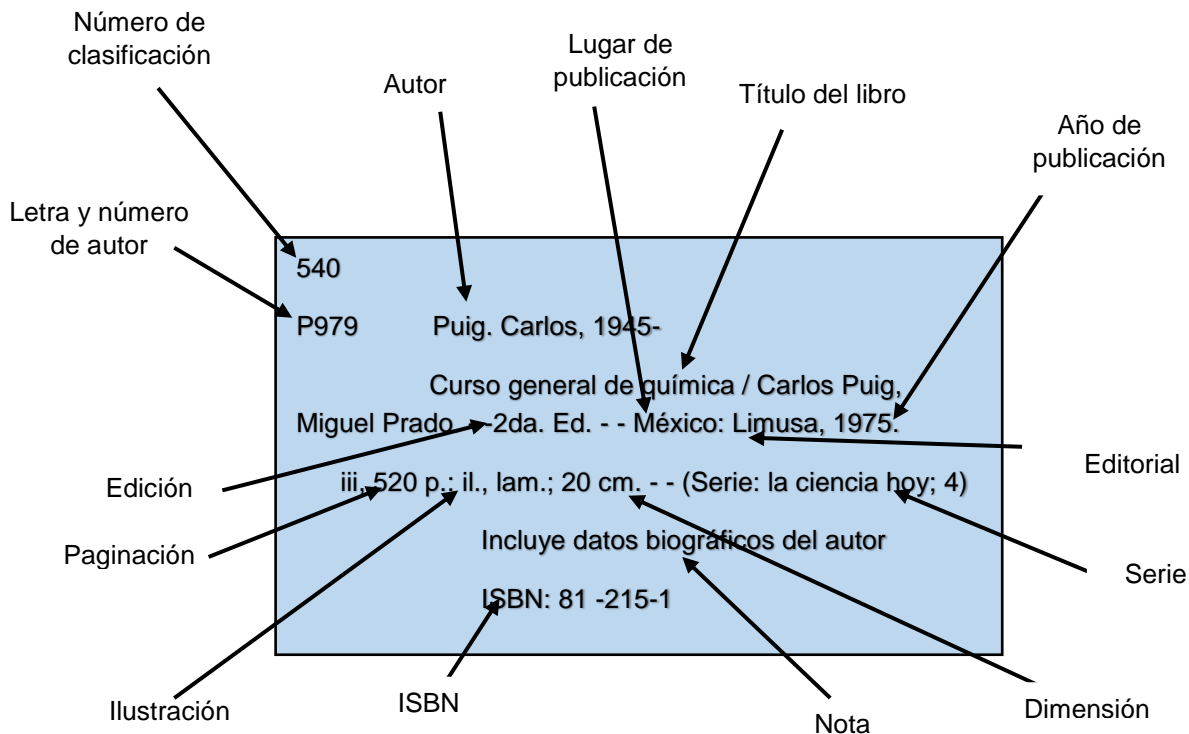 Número de
clasificación
Autor
Lugar de
publicación
Título del libro
Año de
publicación
Letra y número
de autor
540
P979 Puig. Carlos, 1945-
Curso general de química / Carlos Puig,
Miguel Prado - -2da. Ed. - - México: Limusa, 1975.
Editorial
Edición
iii, 520 p.; il., lam.; 20 cm. - - (Serie: la ciencia hoy; 4)
Paginación
Incluye datos biográficos del autor
Serie
ISBN: 81 -215-1
Ilustración
ISBN
Nota
Dimensión